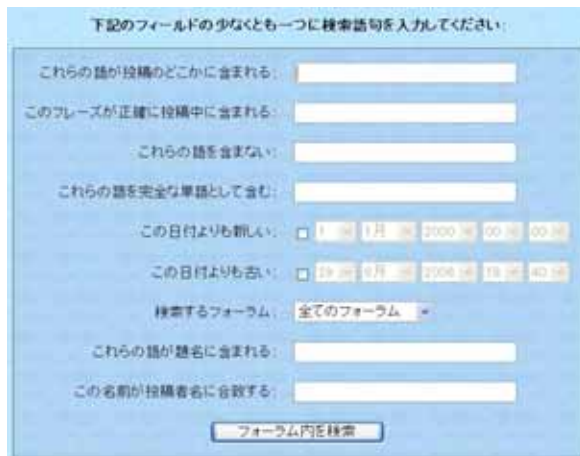 下記のフィールドの少なくとも一つに検索語句を入力してください:
これらの語が投稿のどこかに含まれる:
このフレーズが正確に投稿中に含まれる:
これらの語を含まない:
これらの語を完全な単語として含む:
この日付よりも新しい: 1 1月 2000 00 00
この日付よりも古い: 29 2006 19 40
検索するフォーラム: 全てのフォーラム
これらの語が題名に含まれる:
この名前が投稿者名に合致する:
フォーラム内を検索